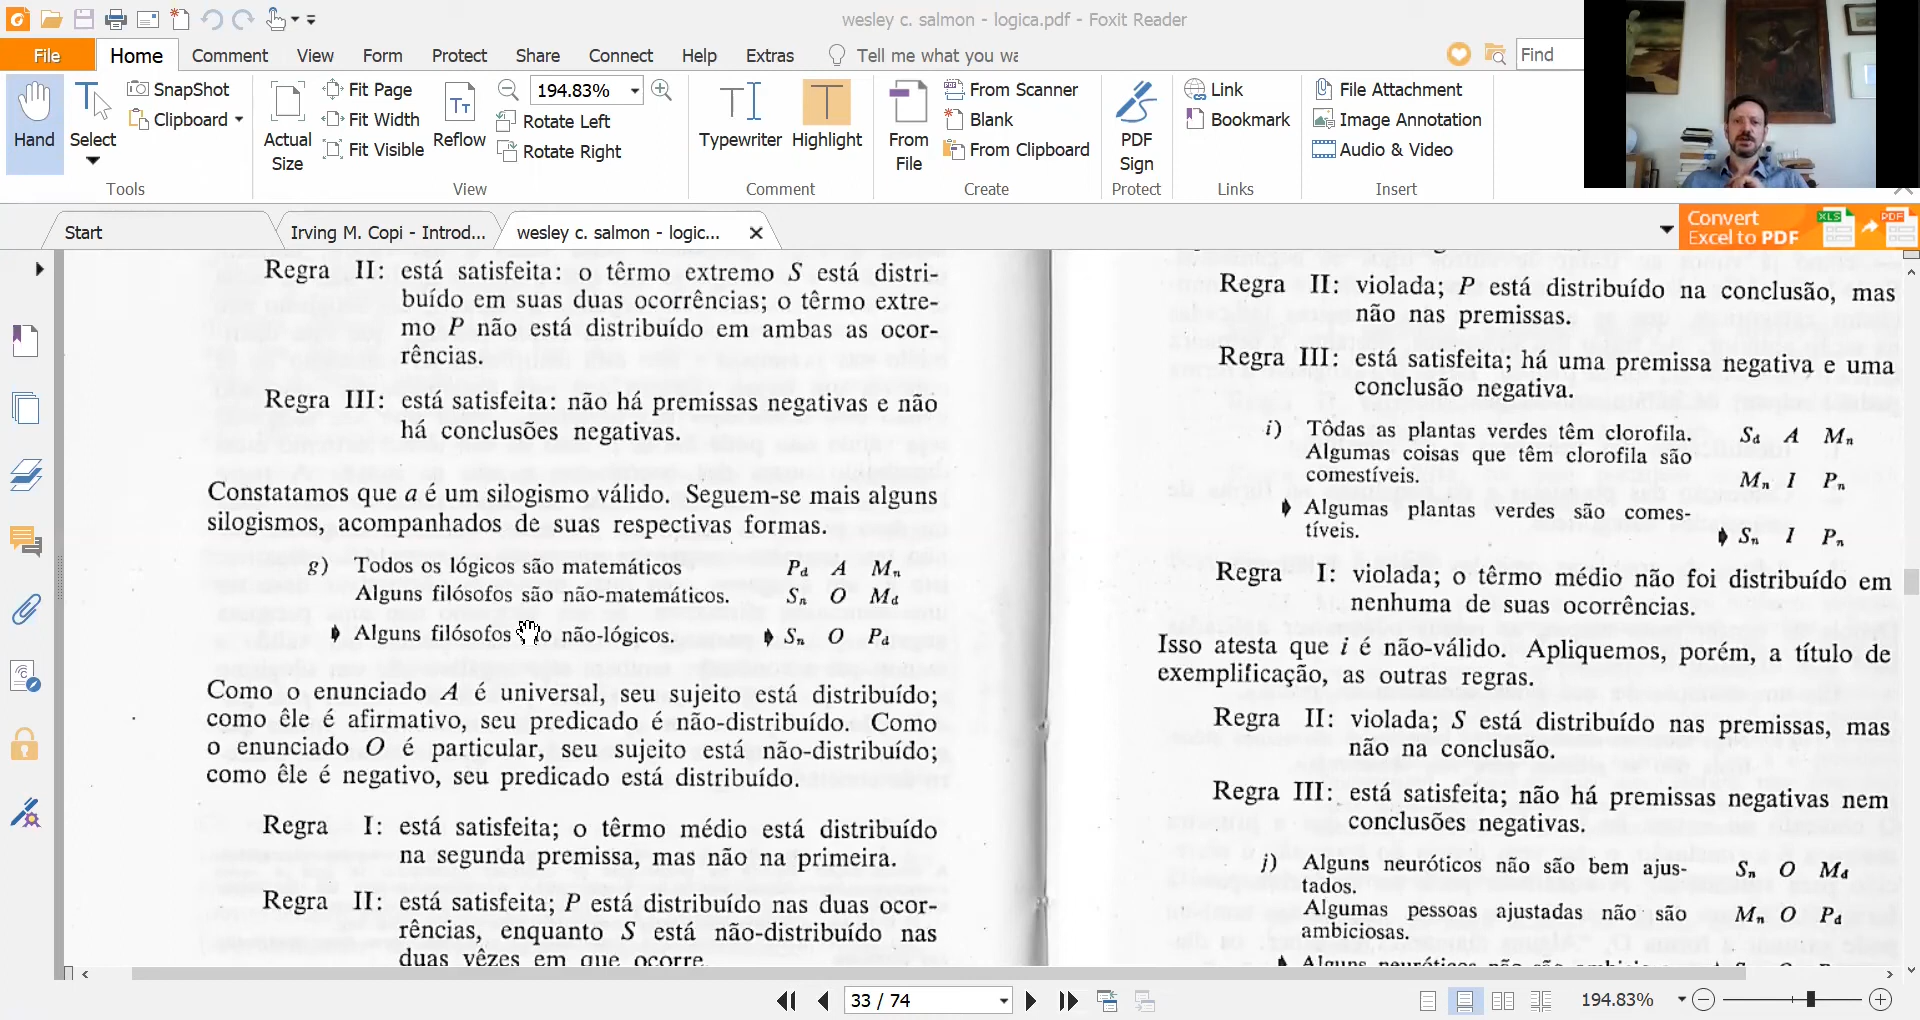 wesley c. salmon - logica.pdf - Foxit Reader
File Home Comment View Form Protect Share Connect Help Extras Tell me what you wa Find
Hand
Select
SnapShot
Clipboard
Tools
Actual Size
Fit Page
Fit Width
Fit Visible
Reflow
194.83%
Rotate Left
Rotate Right
View
Typewriter
Highlight
Comment
From File
From Scanner
Blank
From Clipboard
Create
PDF Sign
Protect
Link
Bookmark
Links
File Attachment
Image Annotation
Audio & Video
Insert
Start
Irving M. Copi - Introd...
wesley c. salmon - logic...
Convert
Excel to PDF
XLS
PDF
Regra II: está satisfeita: o têrmo extremo S está distri-
buído em suas duas ocorrências; o têrmo extre-
mo P não está distribuído em ambas as ocor-
rências.
Regra III: está satisfeita: não há premissas negativas e não
há conclusões negativas.
Constatamos que a é um silogismo válido. Seguem-se mais alguns
silogismos, acompanhados de suas respectivas formas.
g) Todos os lógicos são matemáticos Pd A Mn
Alguns filósofos são não-matemáticos. Sn O Md
Alguns filósofos não-lógicos. Sn O Pd
Como o enunciado A é universal, seu sujeito está distribuído;
como êle é afirmativo, seu predicado é não-distribuído. Como
o enunciado O é particular, seu sujeito está não-distribuído;
como êle é negativo, seu predicado está distribuído.
Regra I: está satisfeita; o têrmo médio está distribuído
na segunda premissa, mas não na primeira.
Regra II: está satisfeita; P está distribuído nas duas ocor-
rências, enquanto S está não-distribuído nas
duas vêzes em que ocorre.
Regra II: violada; P está distribuído na conclusão, mas
não nas premissas.
Regra III: está satisfeita; há uma premissa negativa e uma
conclusão negativa.
i) Tôdas as plantas verdes têm clorofila. Sd A Mn
Algumas coisas que têm clorofila são
comestíveis. Mn I Pn
Algumas plantas verdes são comes-
tíveis. Sn I Pn
Regra I: violada; o têrmo médio não foi distribuído em
nenhuma de suas ocorrências.
Isso atesta que i é não-válido. Apliquemos, porém, a título de
exemplificação, as outras regras.
Regra II: violada; S está distribuído nas premissas, mas
não na conclusão.
Regra III: está satisfeita; não há premissas negativas nem
conclusões negativas.
j) Alguns neuróticos não são bem ajus- Sn O Md
tados.
Algumas pessoas ajustadas não são Mn O Pd
ambiciosas.
33 / 74
194.83%